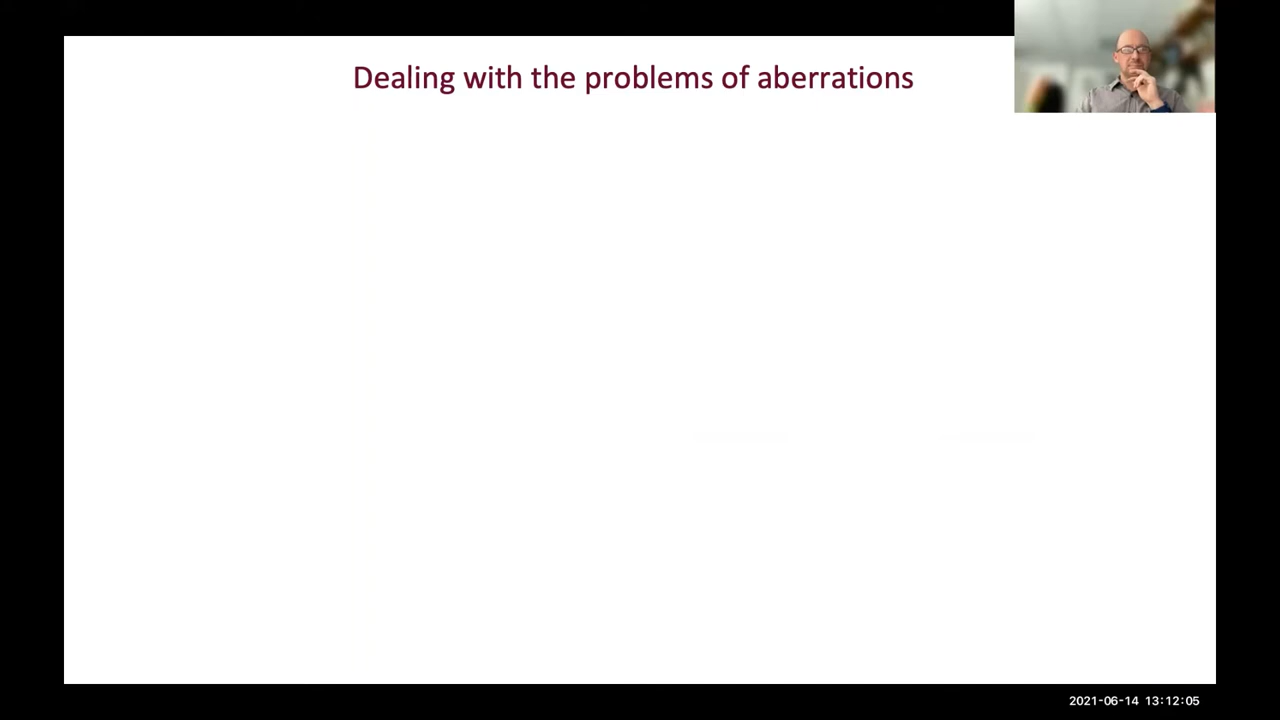 Dealing with the problems of aberrations
2021-06-14 13:12:05